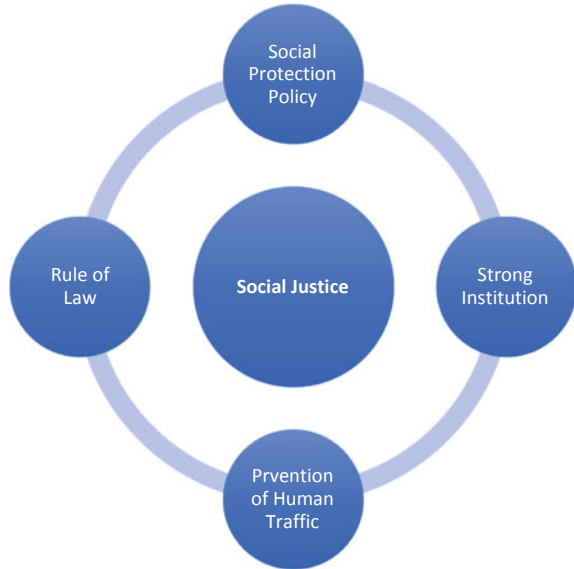 Social
Protection
Policy
Rule of
Law
Social Justice
Strong
Institution
Prvention
of Human
Traffic